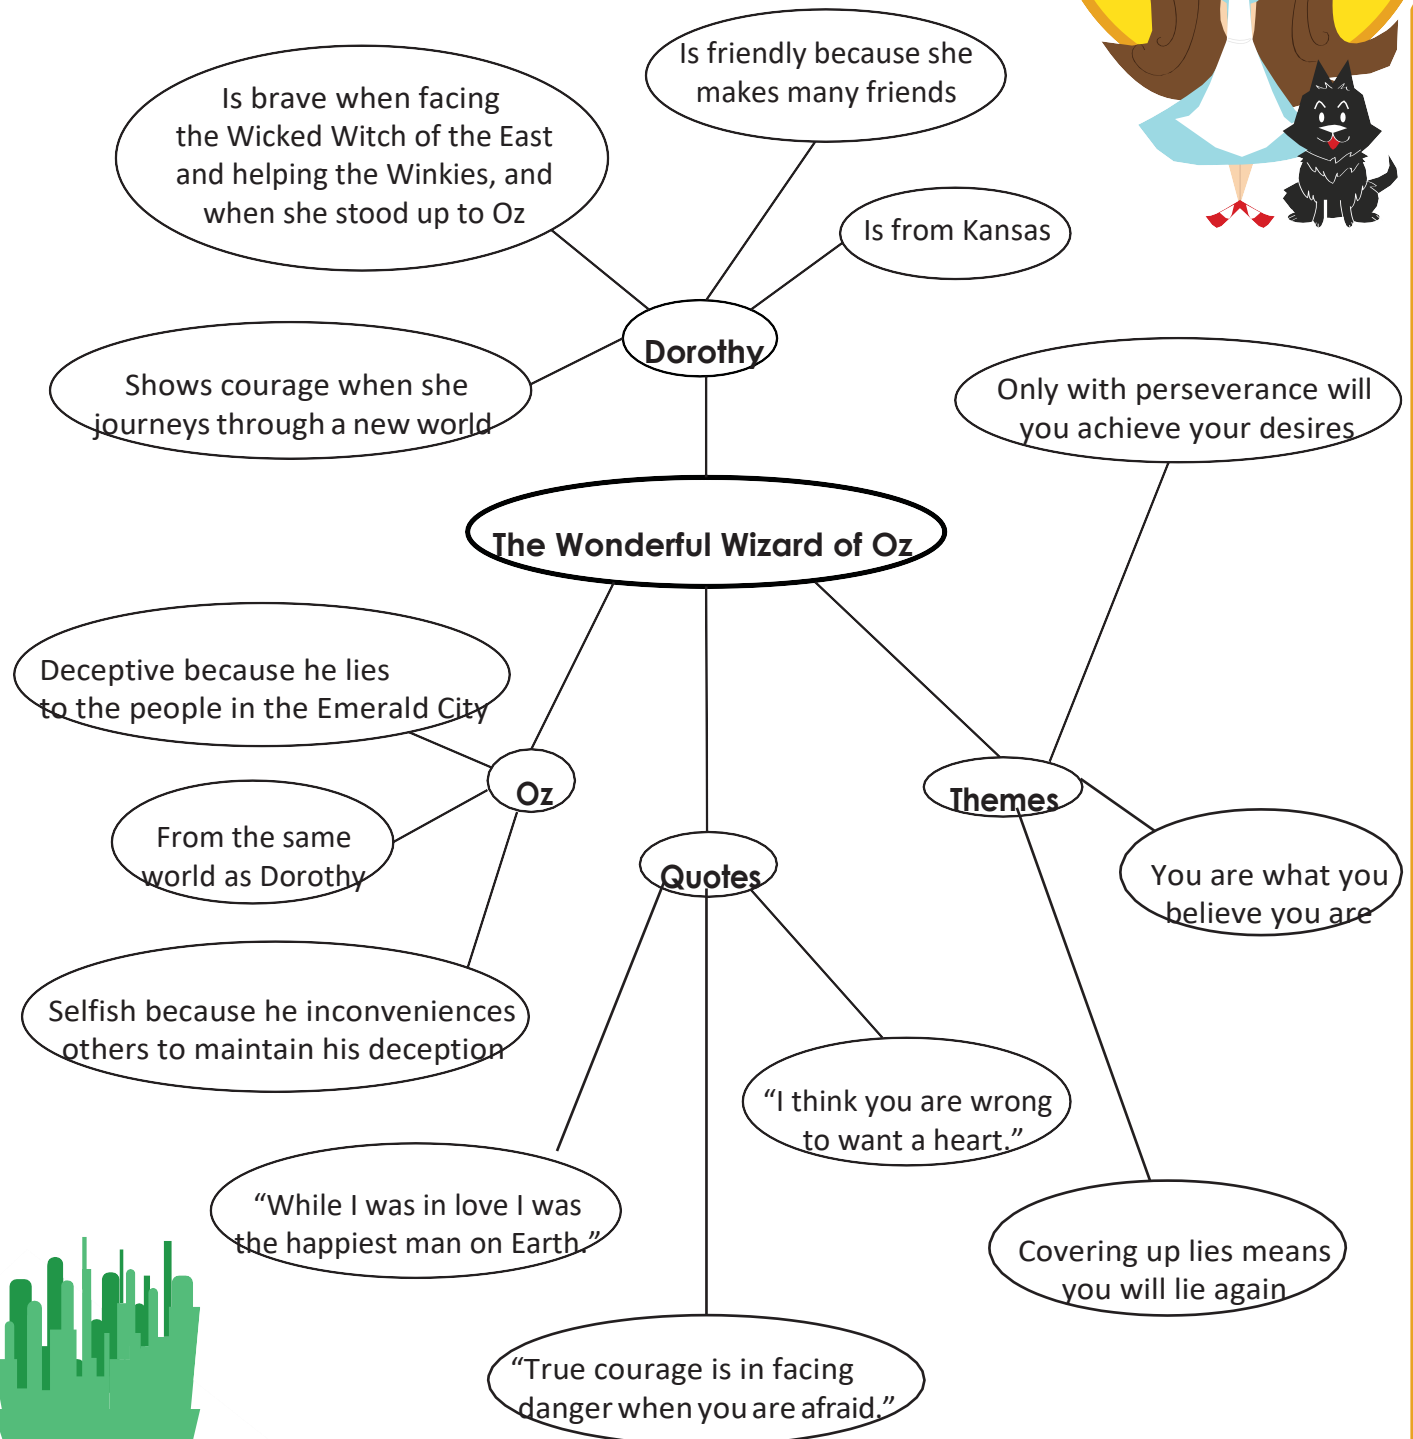 Is friendly because she
makes many friends
Is brave when facing
the Wicked Witch of the East
and helping the Winkies, and
when she stood up to Oz
Is from Kansas
Dorothy
Shows courage when she
journeys through a new world
Only with perseverance will
you achieve your desires
The Wonderful Wizard of Oz
Deceptive because he lies
to the people in the Emerald City
Oz
Themes
From the same
world as Dorothy
Quotes
You are what you
believe you are
Selfish because he inconveniences
others to maintain his deception
“I think you are wrong
to want a heart.”
“While I was in love I was
the happiest man on Earth.”
Covering up lies means
you will lie again
“True courage is in facing
danger when you are afraid.”